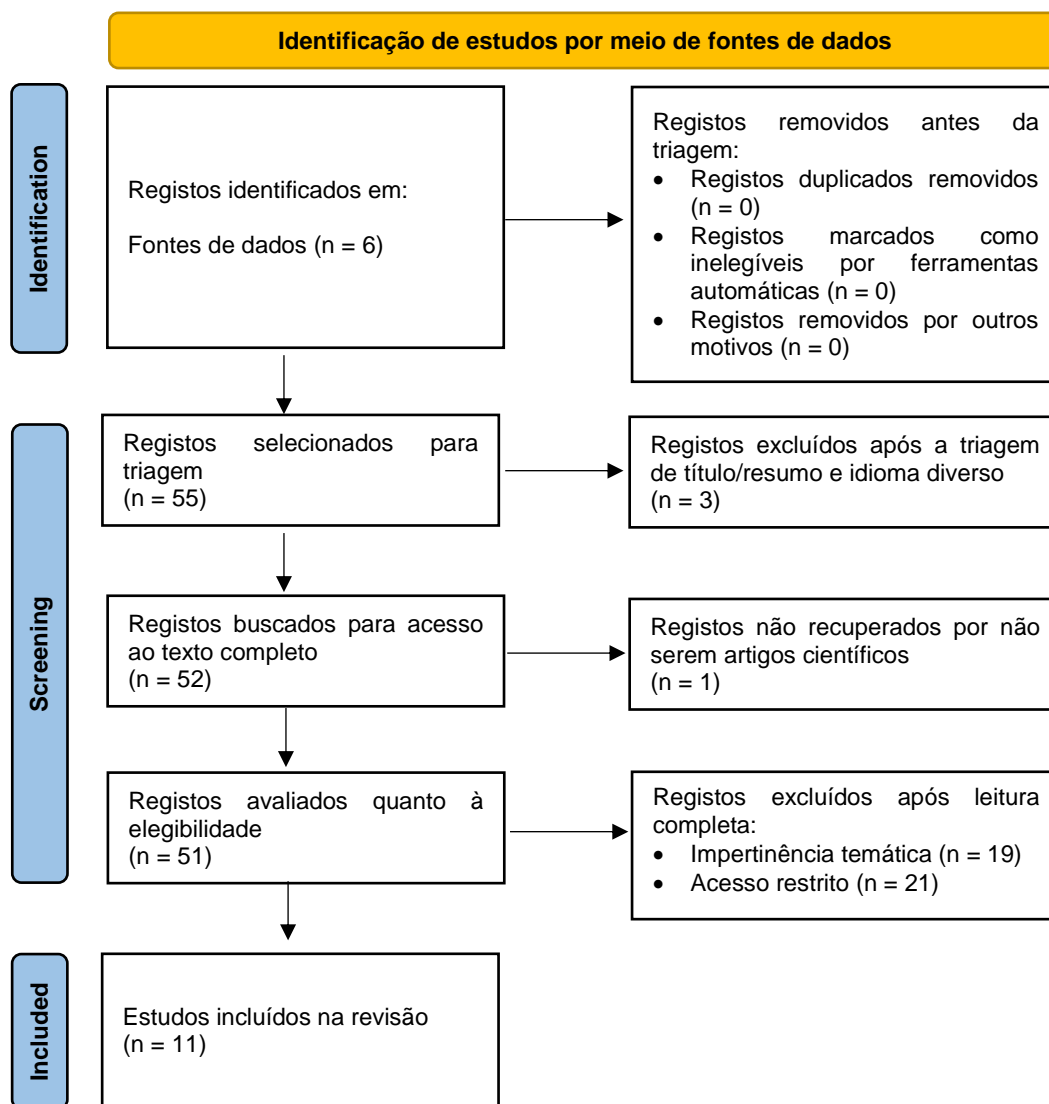 Identificação de estudos por meio de fontes de dados
Identification
Registos identificados em:
Fontes de dados (n = 6)
Registos removidos antes da
triagem:
• Registos duplicados removidos
(n = 0)
• Registos marcados como
inelegíveis por ferramentas
automáticas (n = 0)
• Registos removidos por outros
motivos (n = 0)
Screening
Registos selecionados para
triagem
(n = 55)
Registos excluídos após a triagem
de título/resumo e idioma diverso
(n = 3)
Registos buscados para acesso
ao texto completo
(n = 52)
Registos não recuperados por não
serem artigos científicos
(n = 1)
Registos avaliados quanto à
elegibilidade
(n = 51)
Registos excluídos após leitura
completa:
• Impertinência temática (n = 19)
• Acesso restrito (n = 21)
Included
Estudos incluídos na revisão
(n = 11)